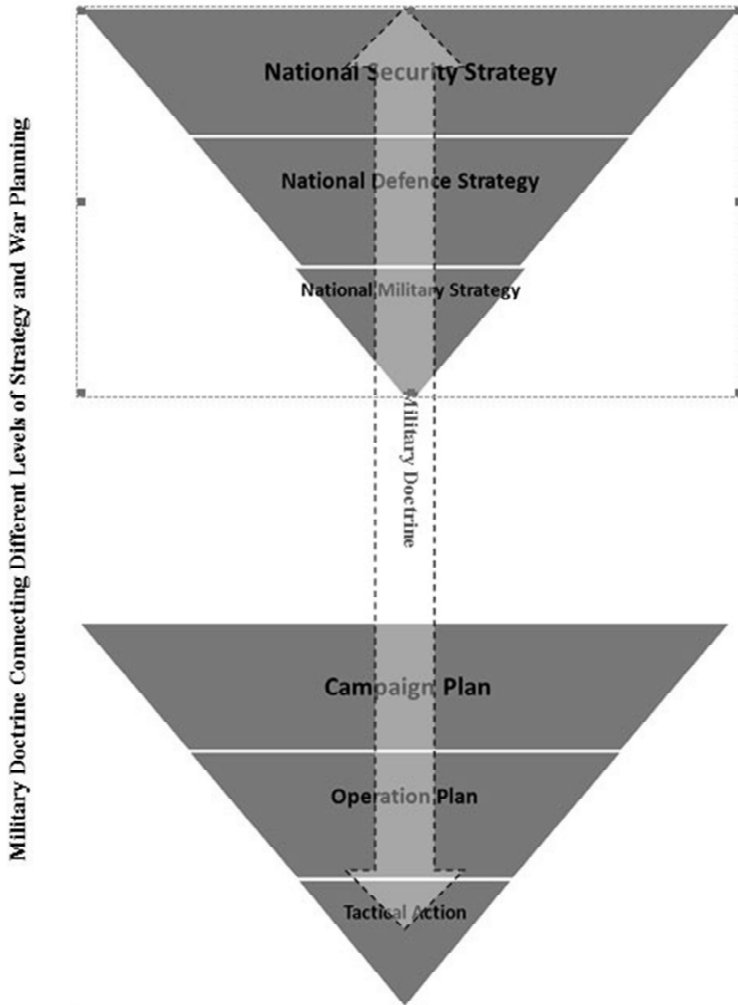 Military Doctrine Connecting Different Levels of Strategy and War Planning
National Security Strategy
National Defence Strategy
National Military Strategy
Military Doctrine
Campaign Plan
Operation Plan
Tactical Action